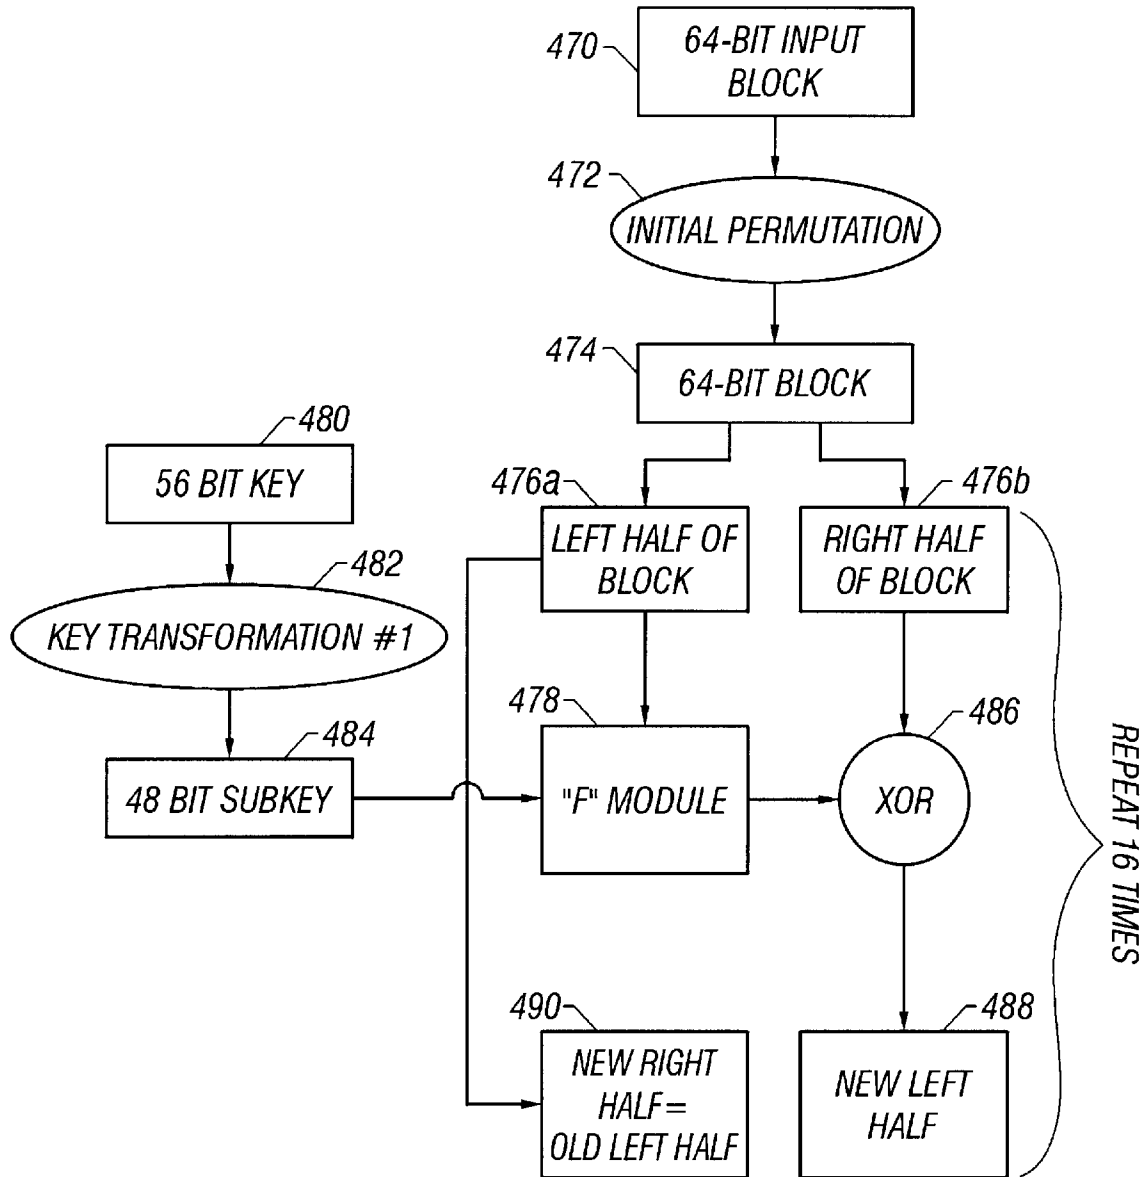 470
64-BIT INPUT
BLOCK
472
INITIAL PERMUTATION
474
64-BIT BLOCK
480
56 BIT KEY
476a
476b
LEFT HALF OF
BLOCK
RIGHT HALF
OF BLOCK
482
KEY TRANSFORMATION #1
478
486
484
48 BIT SUBKEY
"F" MODULE
XOR
REPEAT 16 TIMES
490
488
NEW RIGHT
HALF=
OLD LEFT HALF
NEW LEFT
HALF